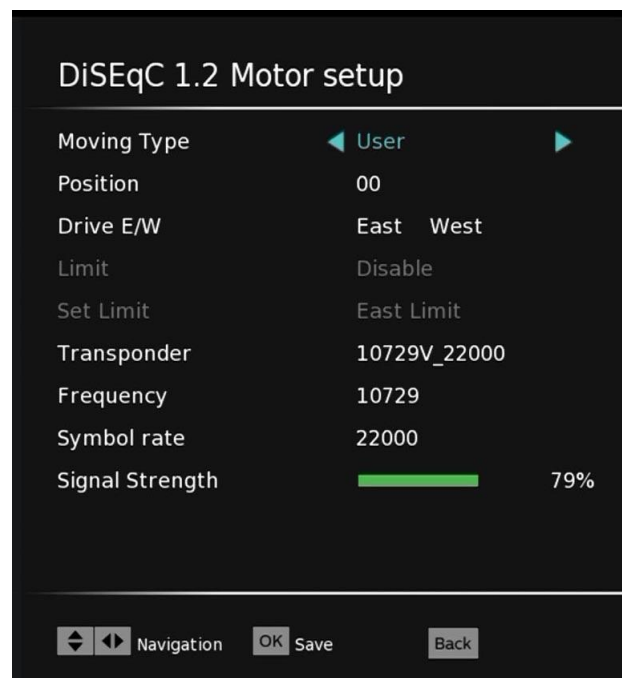 DiSEqC 1.2 Motor setup
Moving Type User
Position 00
Drive E/W East West
Limit Disable
Set Limit East Limit
Transponder 10729V_22000
Frequency 10729
Symbol rate 22000
Signal Strength 79%
Navigation OK Save Back